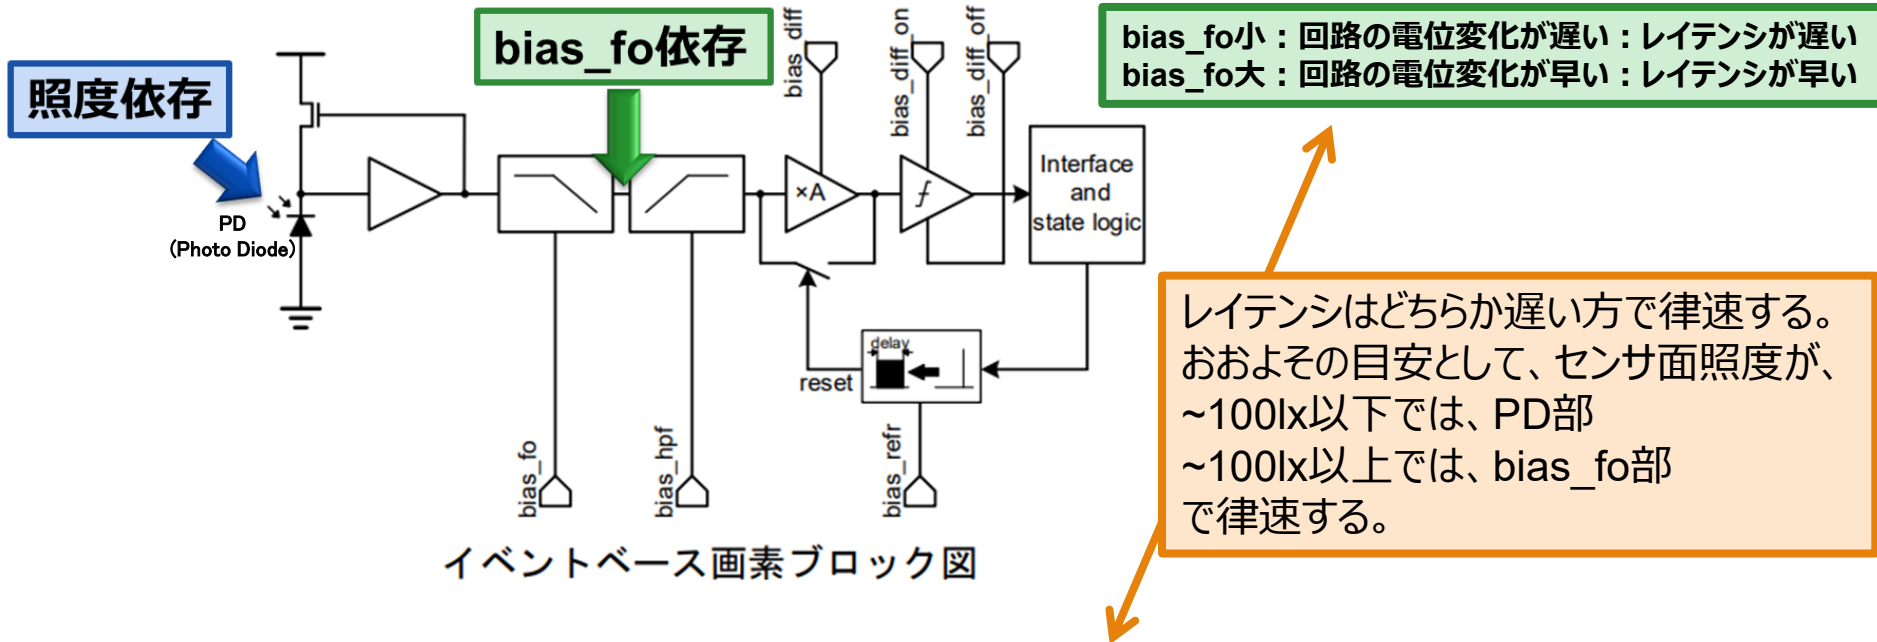 照度依存
bias_fo依存
bias_diff
bias_diff_on
bias_diff_off
bias_fo小：回路の電位変化が遅い：レイテンシが遅い
bias_fo大：回路の電位変化が早い：レイテンシが早い
PD
(Photo Diode)
×A
Interface
and
state logic
delay
reset
bias_fo
bias_hpf
bias_refr
レイテンシはどちらか遅い方で律速する。
おおよその目安として、センサ面照度が、
~100lx以下では、PD部
~100lx以上では、bias_fo部
で律速する。
イベントベース画素ブロック図